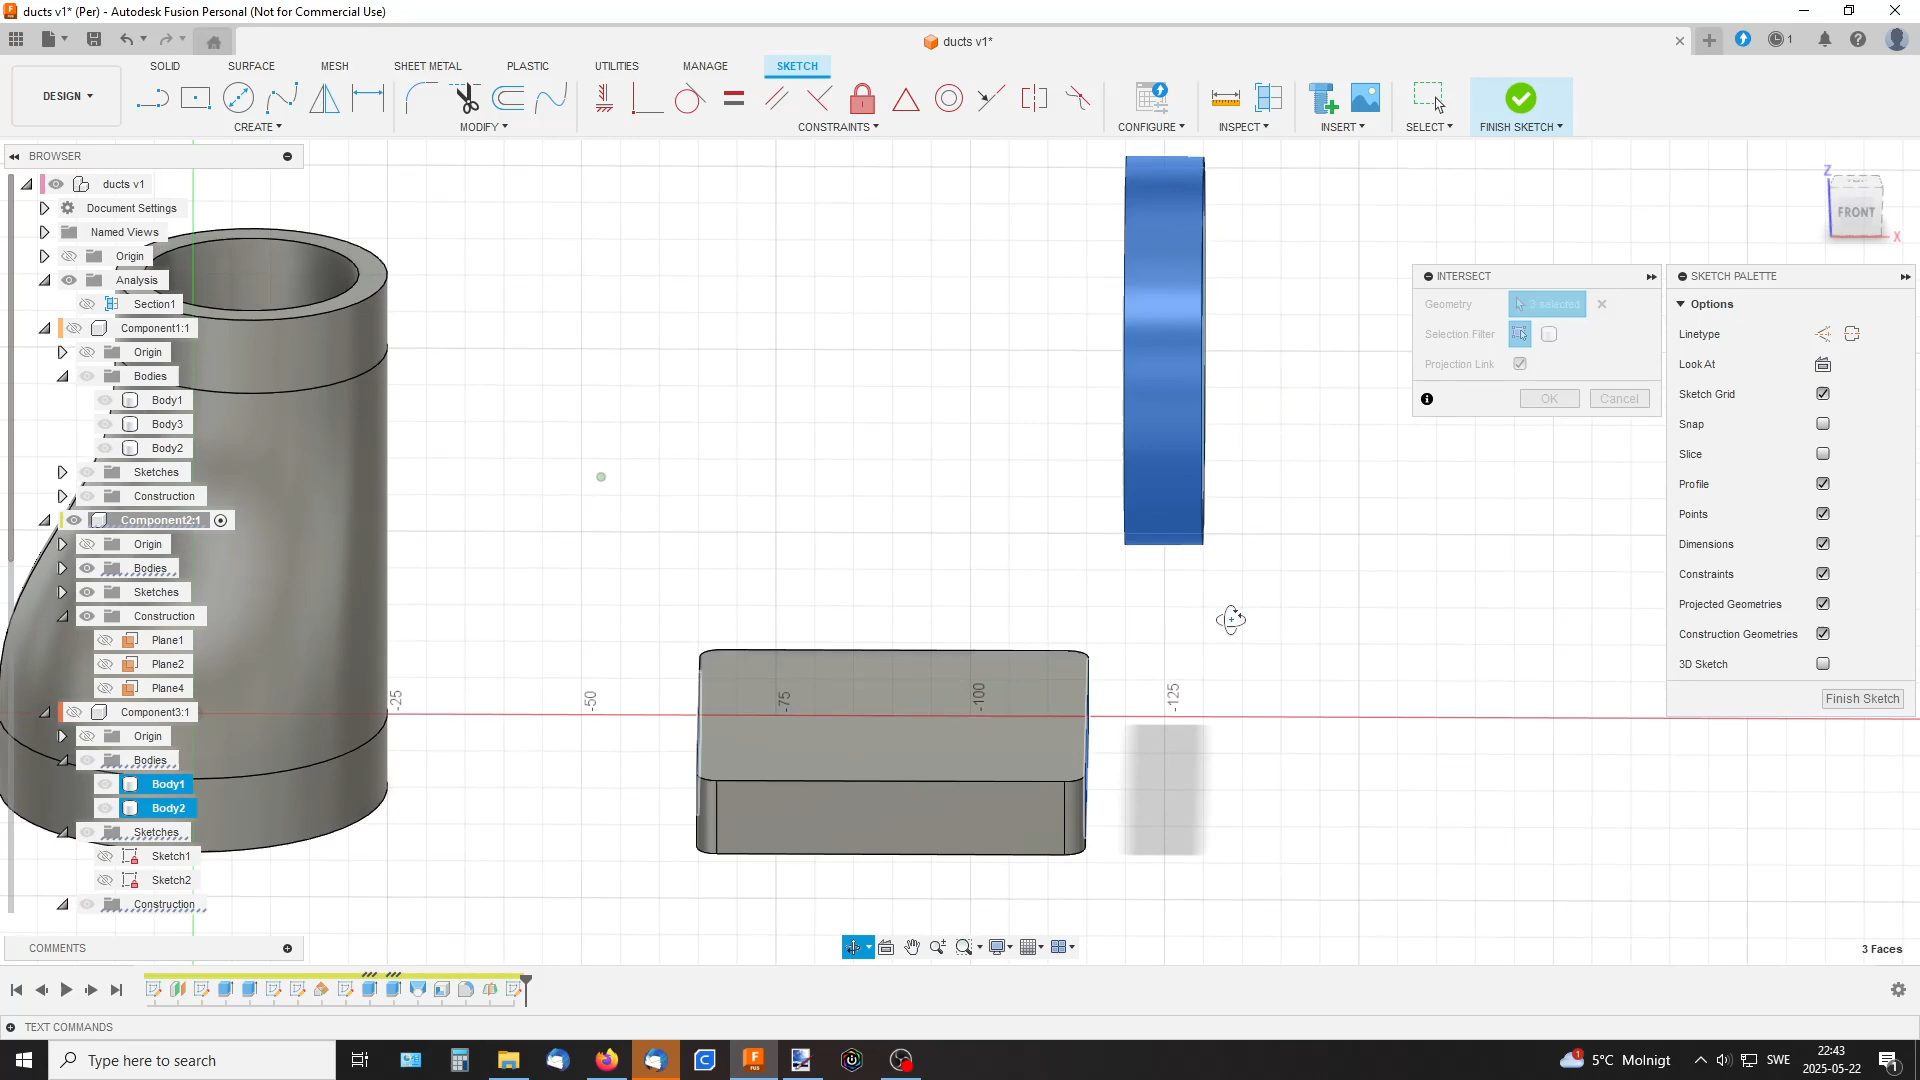 ducts v1* (Per) - Autodesk Fusion Personal (Not for Commercial Use)
ducts v1*
1
SOLID
SURFACE
MESH
SHEET METAL
PLASTIC
UTILITIES
MANAGE
SKETCH
DESIGN
CREATE
MODIFY
CONSTRAINTS
CONFIGURE
INSPECT
INSERT
SELECT
FINISH SKETCH
BROWSER
ducts v1
Document Settings
Named Views
Origin
Analysis
Section1
Component1:1
Origin
Bodies
Body1
Body3
Body2
Sketches
Construction
Component2:1
Origin
Bodies
Sketches
Construction
Plane1
Plane2
Plane4
Component3:1
Origin
Bodies
Body1
Body2
Sketches
Sketch1
Sketch2
Construction
-25
-50
-75
-100
-125
Z
FRONT
X
INTERSECT
Geometry
3 selected
Selection Filter
Projection Link
OK
Cancel
SKETCH PALETTE
Options
Linetype
Look At
Sketch Grid
Snap
Slice
Profile
Points
Dimensions
Constraints
Projected Geometries
Construction Geometries
3D Sketch
Finish Sketch
COMMENTS
3 Faces
TEXT COMMANDS
Type here to search
1
5°C Molnigt
SWE
22:43
2025-05-22
1